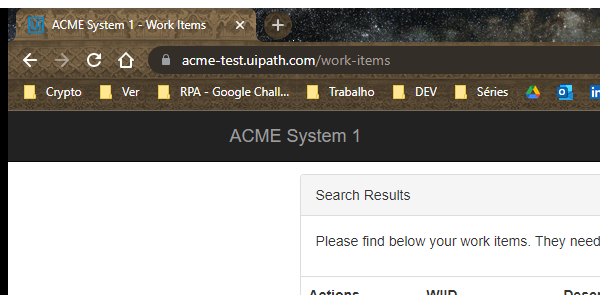 ACME System 1 - Work Items
acme-test.uipath.com/work-items
Crypto Ver RPA - Google Chall... Trabalho DEV Séries
ACME System 1
Search Results
Please find below your work items. They need
Actions WIID